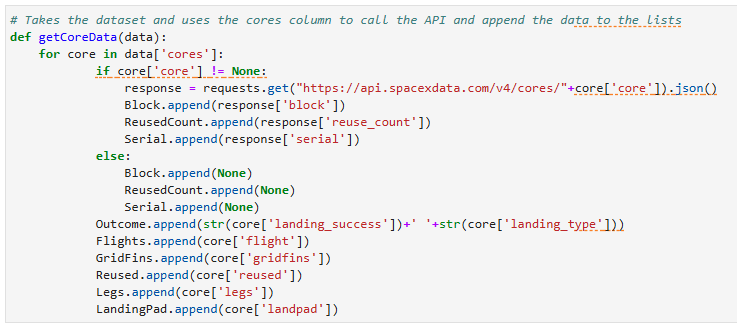 # Takes the dataset and uses the cores column to call the API and append the data to the lists
def getCoreData(data):
    for core in data['cores']:
            if core['core'] != None:
                response = requests.get("https://api.spacexdata.com/v4/cores/"+core['core']).json()
                Block.append(response['block'])
                ReusedCount.append(response['reuse_count'])
                Serial.append(response['serial'])
            else:
                Block.append(None)
                ReusedCount.append(None)
                Serial.append(None)
            Outcome.append(str(core['landing_success'])+' '+str(core['landing_type']))
            Flights.append(core['flight'])
            GridFins.append(core['gridfins'])
            Reused.append(core['reused'])
            Legs.append(core['legs'])
            LandingPad.append(core['landpad'])